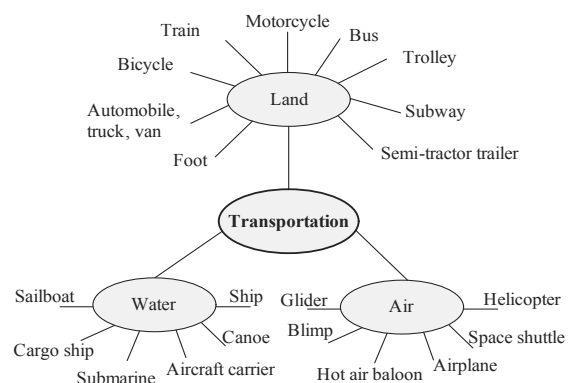 Motorcycle
Train
Bus
Trolley
Bicycle
Land
Automobile,
truck, van
Subway
Foot
Semi-tractor trailer
Transportation
Sailboat
Water
Ship
Cargo ship
Canoe
Submarine
Aircraft carrier
Glider
Air
Helicopter
Blimp
Space shuttle
Hot air baloon
Airplane